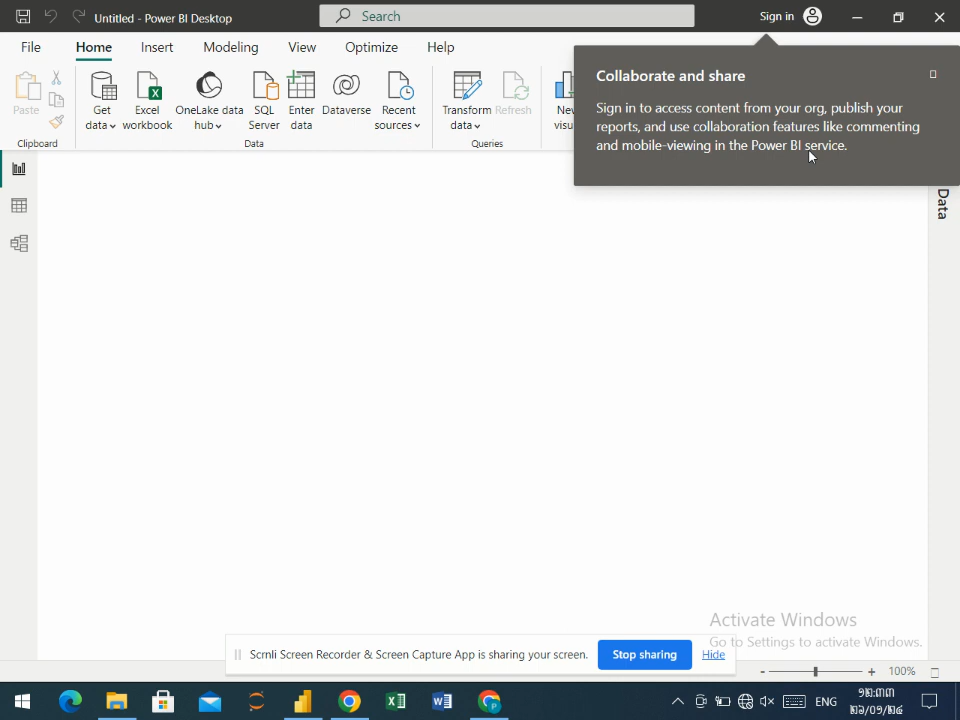 Untitled - Power BI Desktop
Search
Sign in
File Home Insert Modeling View Optimize Help
Collaborate and share
Sign in to access content from your org, publish your
reports, and use collaboration features like commenting
and mobile-viewing in the Power BI service.
Paste
Get
data
Excel
workbook
OneLake data
hub
SQL
Server
Enter
data
Dataverse
Recent
sources
Transform
data
Refresh
New
visu
Clipboard
Data
Queries
Data
Activate Windows
Go to Settings to activate Windows.
Scrnli Screen Recorder & Screen Capture App is sharing your screen.
Stop sharing
Hide
- + 100%
ENG